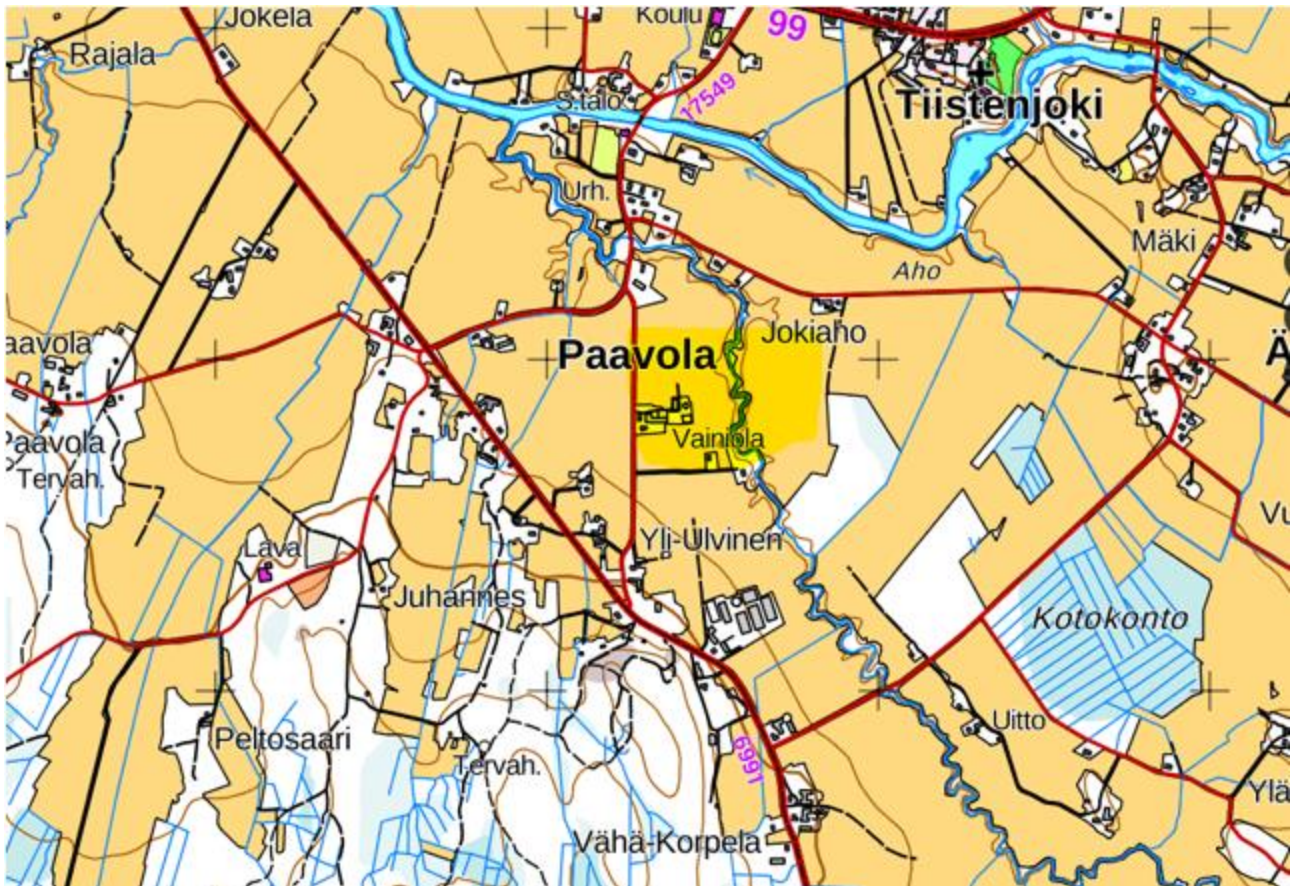 Jokela
Koulu
99
Rajala
17549
S.talo
Tiistenjoki
Urh.
Mäki
Aho
Jokiaho
aavola
Paavola
Ä
Paavola
Vainiola
Tervah.
Vu
Lava
Yli-Ulvinen
Juhannes
Kotokonto
Uitto
Peltosaari
Tervah.
6991
Ylä
Vähä-Korpela